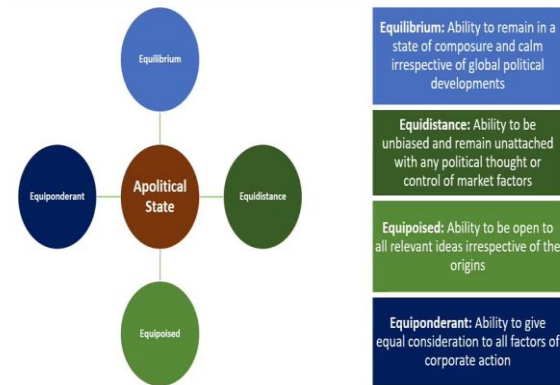 Equilibrium
Equiponderant
Apolitical
State
Equidistance
Equipoised
Equilibrium: Ability to remain in a
state of composure and calm
irrespective of global political
developments
Equidistance: Ability to be
unbiased and remain unattached
with any political thought or
control of market factors
Equipoised: Ability to be open to
all relevant ideas irrespective of the
origins
Equiponderant: Ability to give
equal consideration to all factors of
corporate action